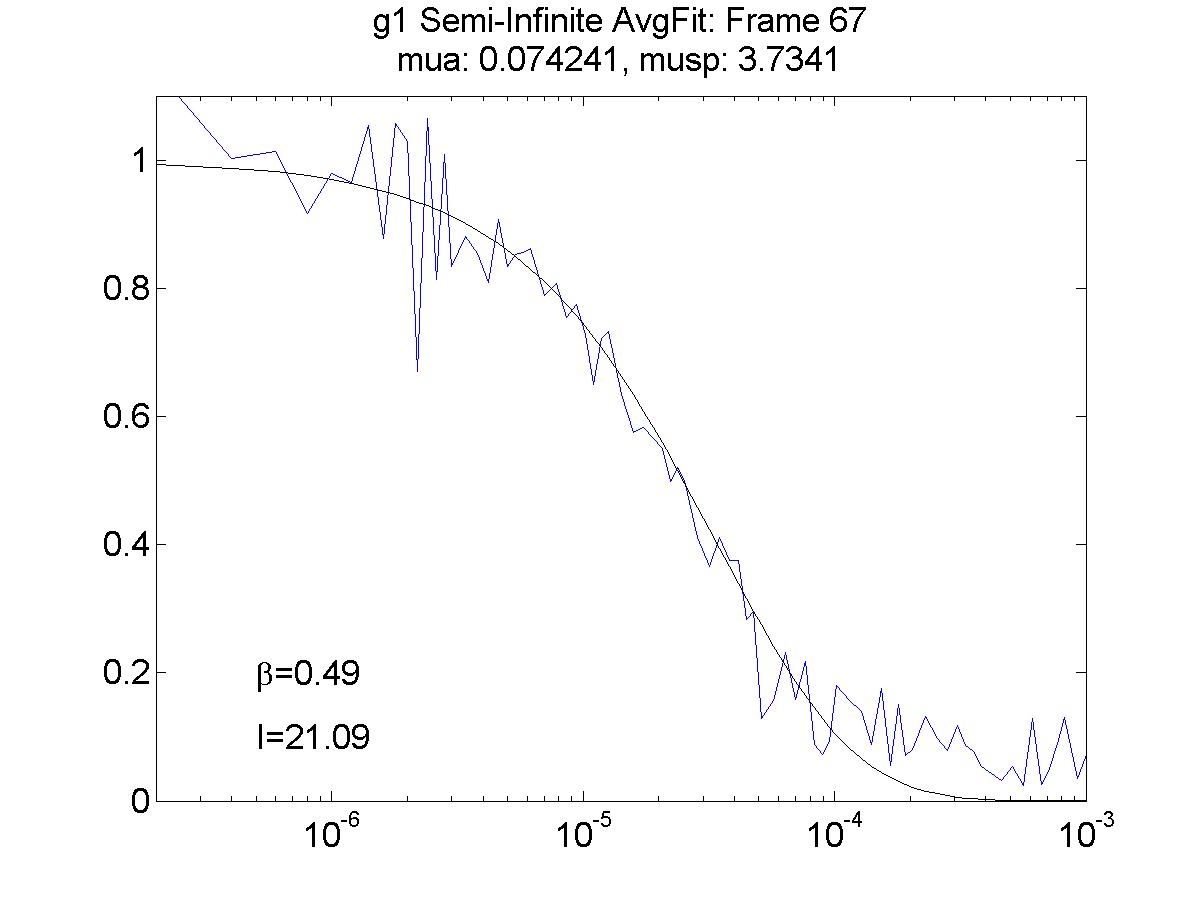 g1 Semi-Infinite AvgFit: Frame 67
mua: 0.074241, musp: 3.7341
1
0.8
0.6
0.4
0.2
0
β=0.49
I=21.09
10^-6
10^-5
10^-4
10^-3